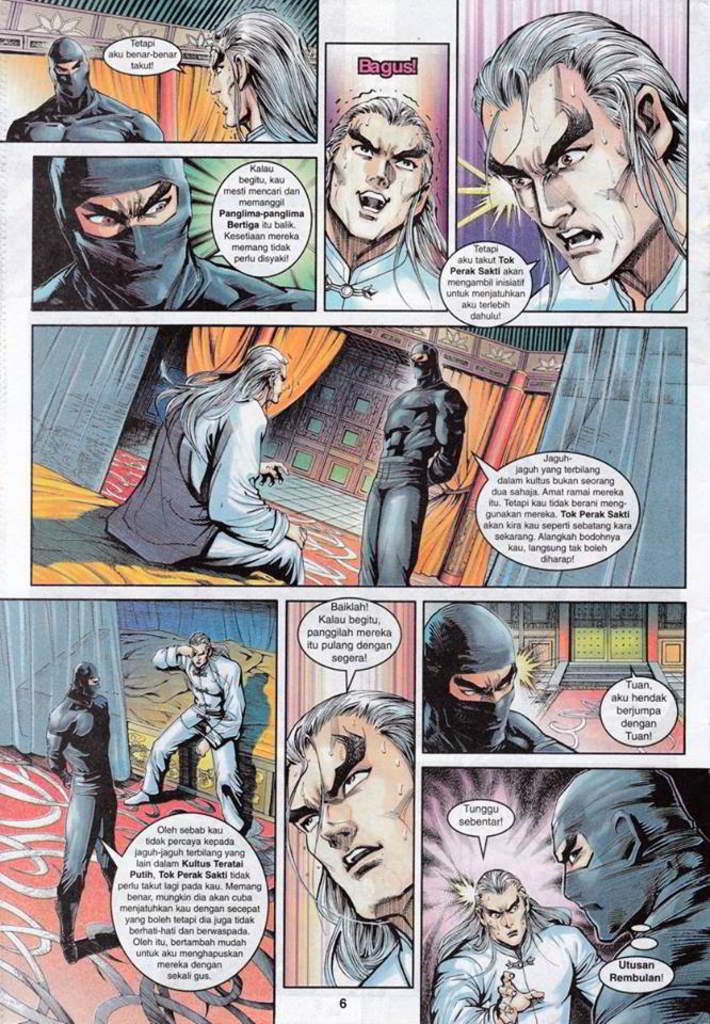 Tetapi
aku benar-benar
takut!
Bagus!
Kalau
begitu, kau
mesti mencari dan
memanggil
Panglima-panglima
Bertiga itu balik.
Kesetiaan mereka
memang tidak
perlu disyaki!
Tetapi
aku takut Tok
Perak Sakti akan
mengambil inisiatif
untuk menjatuhkan
aku terlebih
dahulu!
Jaguh-
jaguh yang terbilang
dalam kultus bukan seorang
dua sahaja. Amat ramai mereka
itu. Tetapi kau tidak berani meng-
gunakan mereka. Tok Perak Sakti
akan kira kau seperti sebatang kara
sekarang. Alangkah bodohnya
kau, langsung tak boleh
diharap!
Oleh sebab kau
tidak percaya kepada
jaguh-jaguh terbilang yang
lain dalam Kultus Teratai
Putih, Tok Perak Sakti tidak
perlu takut lagi pada kau. Memang
benar, mungkin dia akan cuba
menjatuhkan kau dengan secepat
yang boleh tetapi dia juga tidak
berhati-hati dan berwaspada.
Oleh itu, bertambah mudah
untuk aku menghapuskan
mereka dengan
sekali gus.
Baiklah!
Kalau begitu,
panggilah mereka
itu pulang dengan
segera!
Tuan,
aku hendak
berjumpa
dengan
Tuan!
Tunggu
sebentar!
Utusan
Rembulan!
6